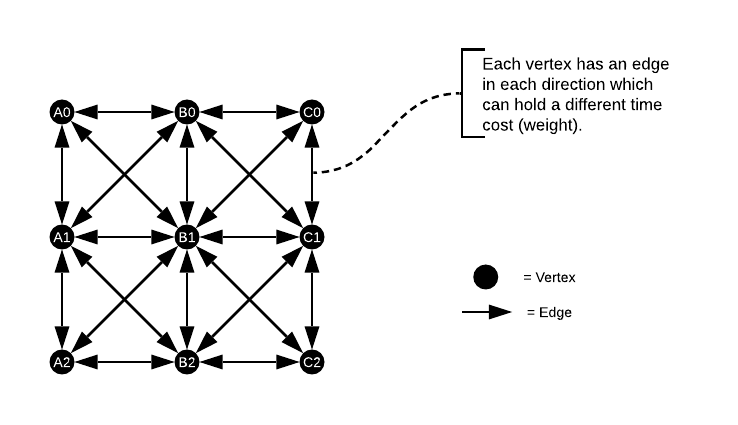 Each vertex has an edge
in each direction which
can hold a different time
cost (weight).
A0 B0 C0
A1 B1 C1
A2 B2 C2
= Vertex
= Edge